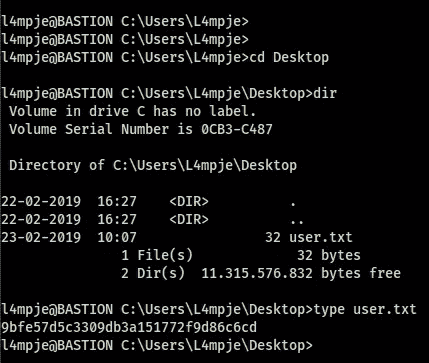 l4mpje@BASTION C:\Users\L4mpje>
l4mpje@BASTION C:\Users\L4mpje>
l4mpje@BASTION C:\Users\L4mpje>cd Desktop
l4mpje@BASTION C:\Users\L4mpje\Desktop>dir
Volume in drive C has no label.
Volume Serial Number is 0CB3-C487
Directory of C:\Users\L4mpje\Desktop
22-02-2019  16:27    <DIR>          .
22-02-2019  16:27    <DIR>          ..
23-02-2019  10:07                32 user.txt
1 File(s)             32 bytes
2 Dir(s)  11.315.576.832 bytes free
l4mpje@BASTION C:\Users\L4mpje\Desktop>type user.txt
9bfe57d5c3309db3a151772f9d86c6cd
l4mpje@BASTION C:\Users\L4mpje\Desktop>